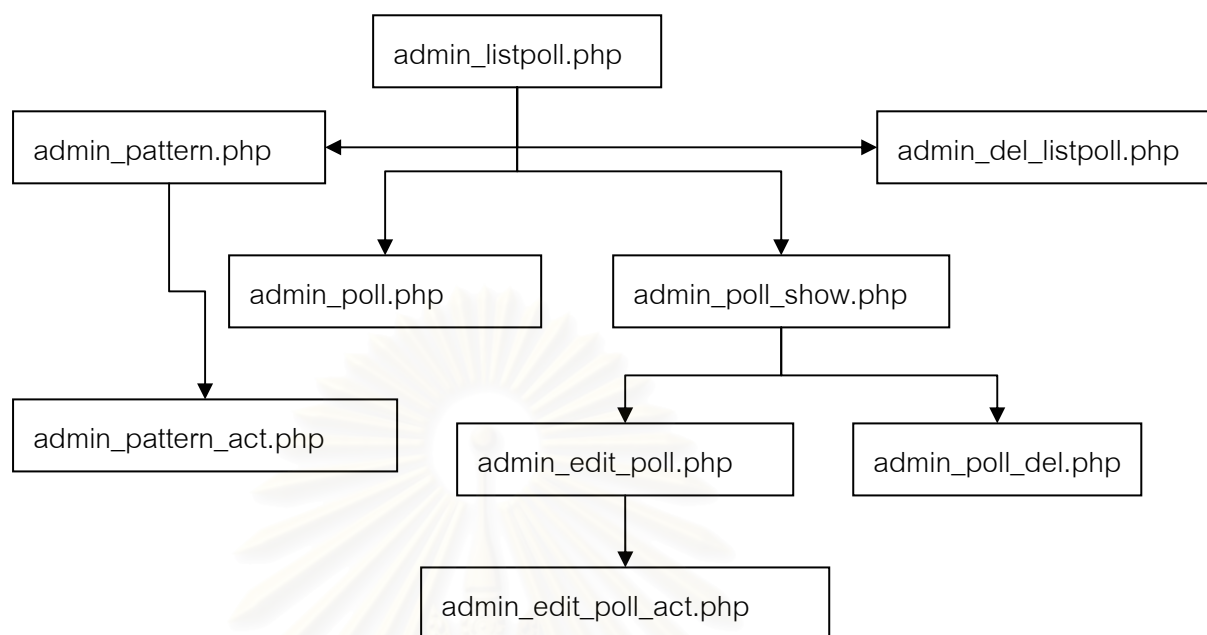 admin_listpoll.php
admin_pattern.php
admin_del_listpoll.php
admin_poll.php
admin_poll_show.php
admin_pattern_act.php
admin_edit_poll.php
admin_poll_del.php
admin_edit_poll_act.php